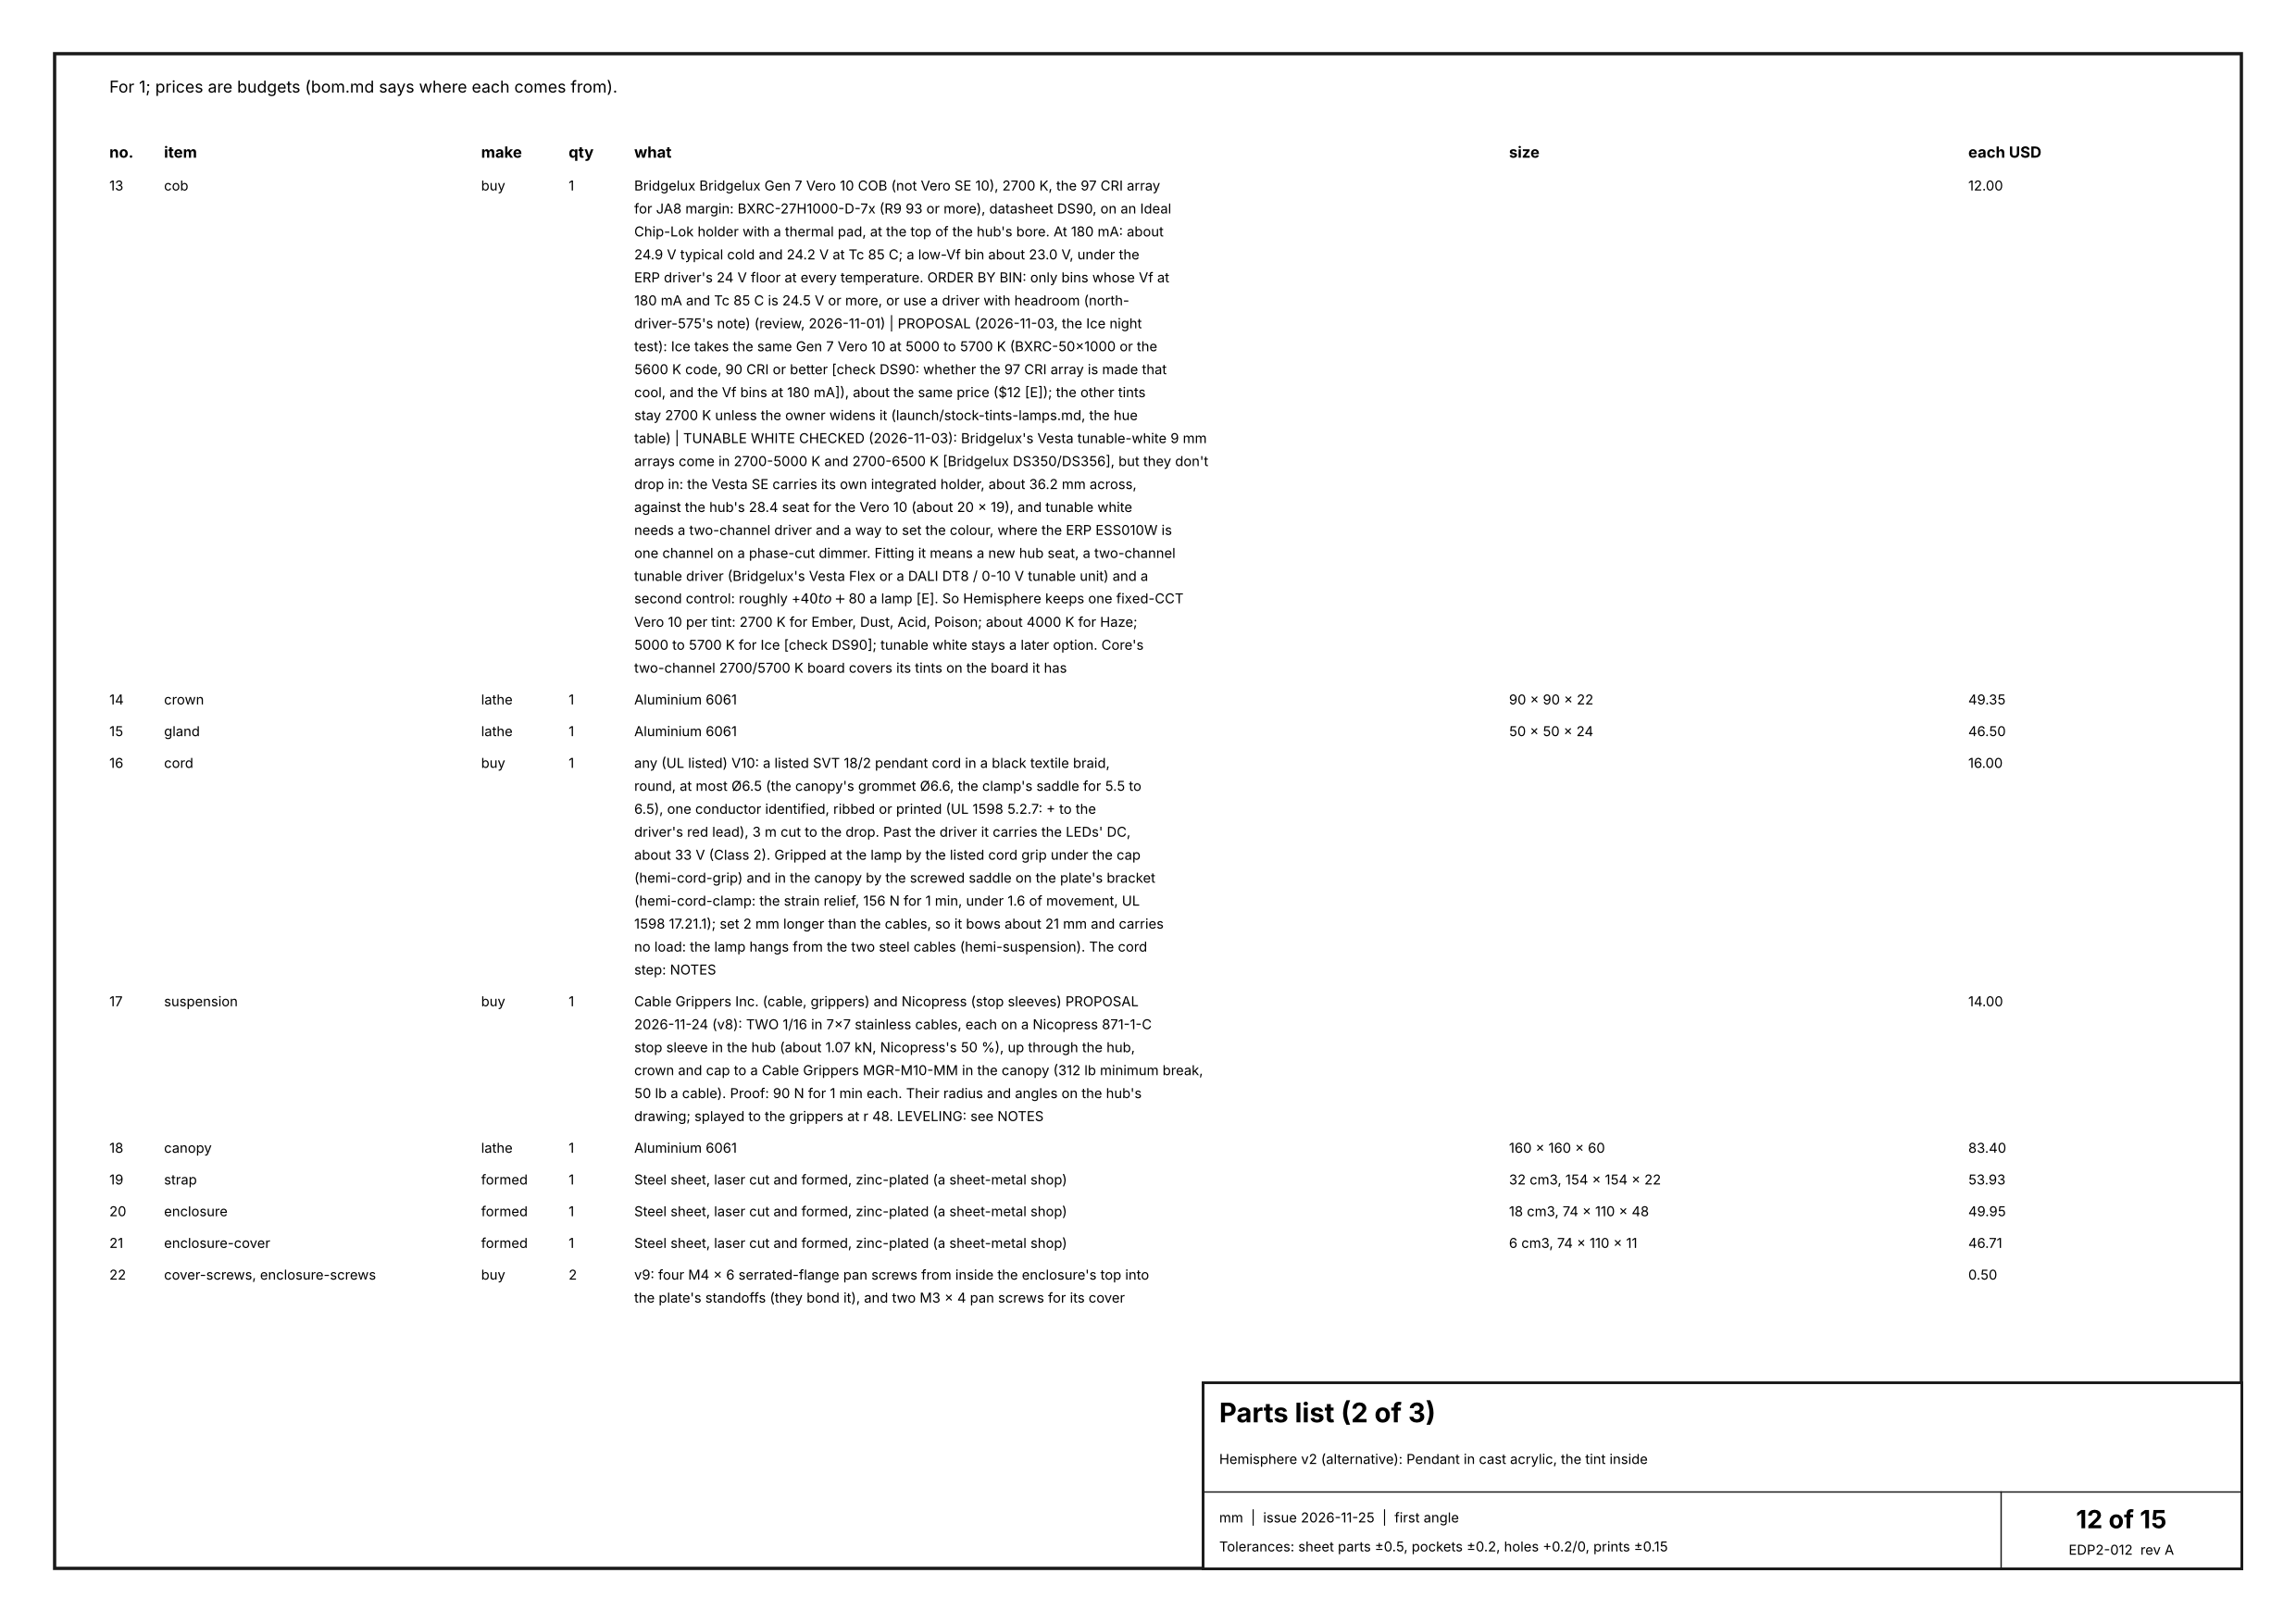 For 1; prices are budgets (bom.md says where each comes from).
no. item make qty what size each USD
13 cob buy 1 Bridgelux Bridgelux Gen 7 Vero 10 COB (not Vero SE 10), 2700 K, the 97 CRI array 12.00
for JA8 margin: BXRC-27H1000-D-7x (R9 93 or more), datasheet DS90, on an Ideal
Chip-Lok holder with a thermal pad, at the top of the hub's bore. At 180 mA: about
24.9 V typical cold and 24.2 V at Tc 85 C; a low-Vf bin about 23.0 V, under the
ERP driver's 24 V floor at every temperature. ORDER BY BIN: only bins whose Vf at
180 mA and Tc 85 C is 24.5 V or more, or use a driver with headroom (north-
driver-575's note) (review, 2026-11-01) | PROPOSAL (2026-11-03, the Ice night
test): Ice takes the same Gen 7 Vero 10 at 5000 to 5700 K (BXRC-50×1000 or the
5600 K code, 90 CRI or better [check DS90: whether the 97 CRI array is made that
cool, and the Vf bins at 180 mA]), about the same price ($12 [E]); the other tints
stay 2700 K unless the owner widens it (launch/stock-tints-lamps.md, the hue
table) | TUNABLE WHITE CHECKED (2026-11-03): Bridgelux's Vesta tunable-white 9 mm
arrays come in 2700-5000 K and 2700-6500 K [Bridgelux DS350/DS356], but they don't
drop in: the Vesta SE carries its own integrated holder, about 36.2 mm across,
against the hub's 28.4 seat for the Vero 10 (about 20 × 19), and tunable white
needs a two-channel driver and a way to set the colour, where the ERP ESS010W is
one channel on a phase-cut dimmer. Fitting it means a new hub seat, a two-channel
tunable driver (Bridgelux's Vesta Flex or a DALI DT8 / 0-10 V tunable unit) and a
second control: roughly +40to + 80 a lamp [E]. So Hemisphere keeps one fixed-CCT
Vero 10 per tint: 2700 K for Ember, Dust, Acid, Poison; about 4000 K for Haze;
5000 to 5700 K for Ice [check DS90]; tunable white stays a later option. Core's
two-channel 2700/5700 K board covers its tints on the board it has
14 crown lathe 1 Aluminium 6061 90 × 90 × 22 49.35
15 gland lathe 1 Aluminium 6061 50 × 50 × 24 46.50
16 cord buy 1 any (UL listed) V10: a listed SVT 18/2 pendant cord in a black textile braid, 16.00
round, at most Ø6.5 (the canopy's grommet Ø6.6, the clamp's saddle for 5.5 to
6.5), one conductor identified, ribbed or printed (UL 1598 5.2.7: + to the
driver's red lead), 3 m cut to the drop. Past the driver it carries the LEDs' DC,
about 33 V (Class 2). Gripped at the lamp by the listed cord grip under the cap
(hemi-cord-grip) and in the canopy by the screwed saddle on the plate's bracket
(hemi-cord-clamp: the strain relief, 156 N for 1 min, under 1.6 of movement, UL
1598 17.21.1); set 2 mm longer than the cables, so it bows about 21 mm and carries
no load: the lamp hangs from the two steel cables (hemi-suspension). The cord
step: NOTES
17 suspension buy 1 Cable Grippers Inc. (cable, grippers) and Nicopress (stop sleeves) PROPOSAL 14.00
2026-11-24 (v8): TWO 1/16 in 7×7 stainless cables, each on a Nicopress 871-1-C
stop sleeve in the hub (about 1.07 kN, Nicopress's 50 %), up through the hub,
crown and cap to a Cable Grippers MGR-M10-MM in the canopy (312 lb minimum break,
50 lb a cable). Proof: 90 N for 1 min each. Their radius and angles on the hub's
drawing; splayed to the grippers at r 48. LEVELING: see NOTES
18 canopy lathe 1 Aluminium 6061 160 × 160 × 60 83.40
19 strap formed 1 Steel sheet, laser cut and formed, zinc-plated (a sheet-metal shop) 32 cm3, 154 × 154 × 22 53.93
20 enclosure formed 1 Steel sheet, laser cut and formed, zinc-plated (a sheet-metal shop) 18 cm3, 74 × 110 × 48 49.95
21 enclosure-cover formed 1 Steel sheet, laser cut and formed, zinc-plated (a sheet-metal shop) 6 cm3, 74 × 110 × 11 46.71
22 cover-screws, enclosure-screws buy 2 v9: four M4 × 6 serrated-flange pan screws from inside the enclosure's top into 0.50
the plate's standoffs (they bond it), and two M3 × 4 pan screws for its cover
Parts list (2 of 3)
Hemisphere v2 (alternative): Pendant in cast acrylic, the tint inside
mm | issue 2026-11-25 | first angle
Tolerances: sheet parts ±0.5, pockets ±0.2, holes +0.2/0, prints ±0.15
12 of 15
EDP2-012 rev A